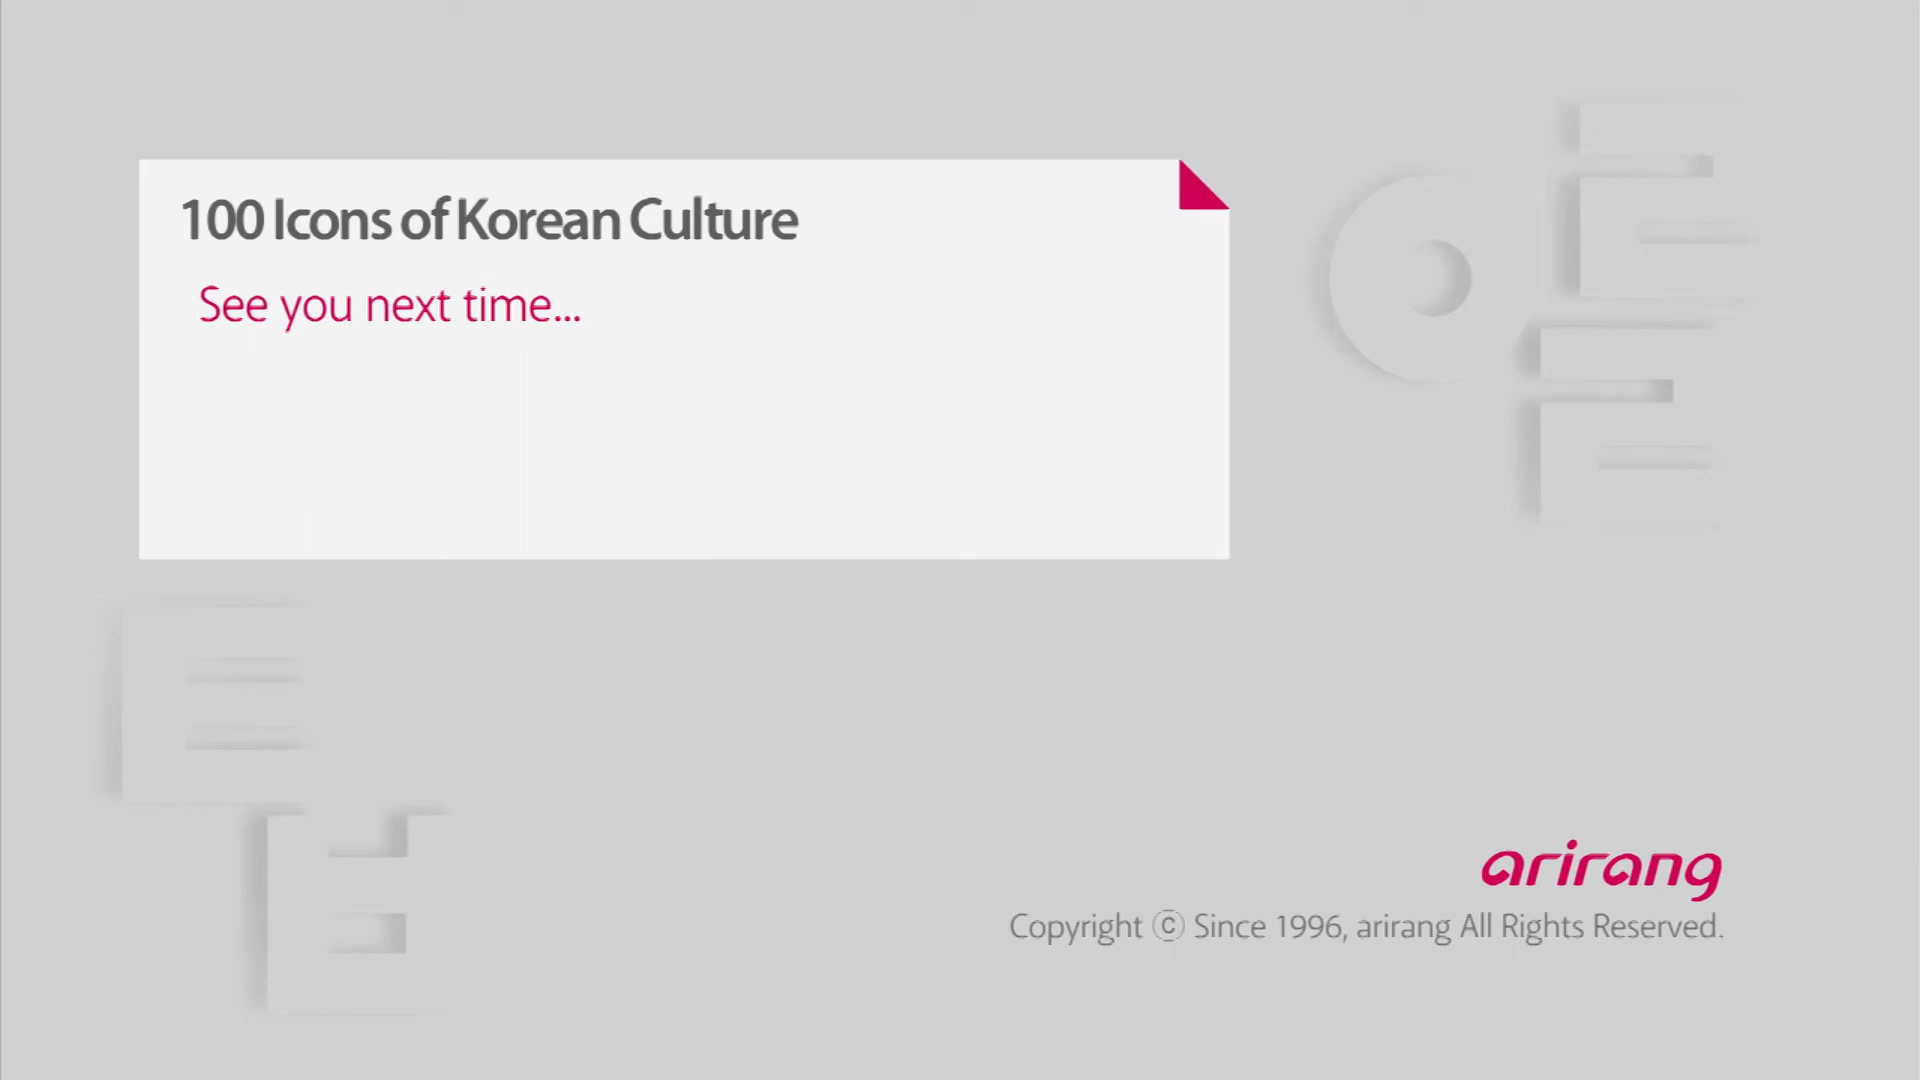 100 Icons of Korean Culture
See you next time...
arirang
Copyright ⓒ Since 1996, arirang All Rights Reserved.